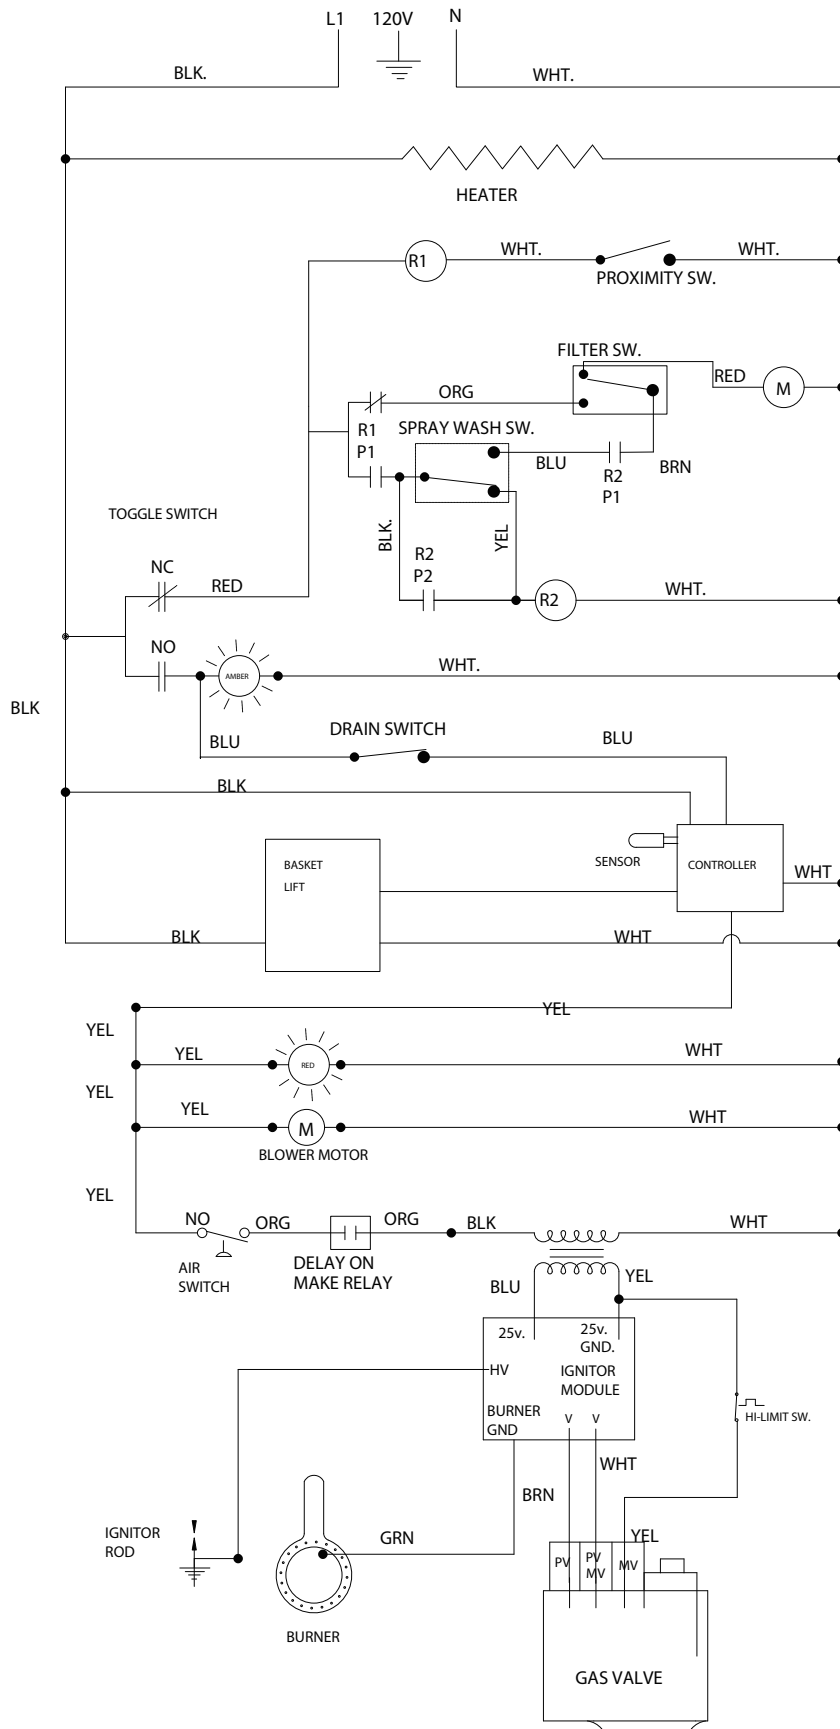 L1 120V N
BLK. WHT.
HEATER
R1 WHT. WHT.
PROXIMITY SW.
FILTER SW.
RED M
ORG
R1
P1
SPRAY WASH SW.
BLU
R2
P1
BRN
TOGGLE SWITCH
BLK.
YEL
R2
P2
NC
RED
R2
WHT.
NO
AMBER
WHT.
BLK
DRAIN SWITCH
BLU BLU
BLK
BASKET
LIFT
SENSOR
CONTROLLER
WHT
BLK WHT
YEL
YEL
YEL RED WHT
YEL
YEL M WHT
BLOWER MOTOR
YEL
NO ORG ORG BLK WHT
AIR
SWITCH
DELAY ON
MAKE RELAY
BLU YEL
25v. 25v.
GND.
HV
IGNITOR
MODULE
BURNER
GND
V V
HI-LIMIT SW.
WHT
BRN
IGNITOR
ROD
GRN
YEL
PV
PV
MV
MV
BURNER
GAS VALVE